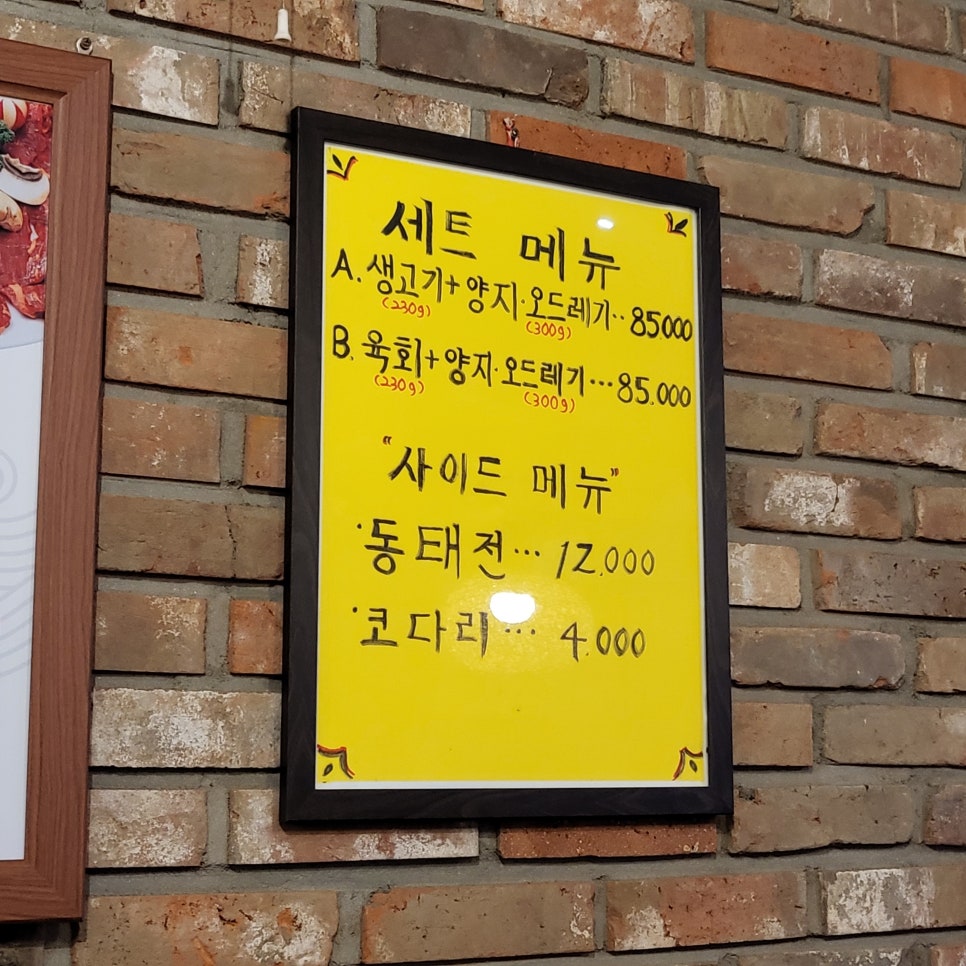 세트 메뉴
A. 생고기+양지·오드레기·· 85000
(230g) (300g)
B. 육회+양지·오드레기··· 85.000
(230g) (300g)
"사이드 메뉴"
·동태전··· 12.000
·코다리··· 4.000